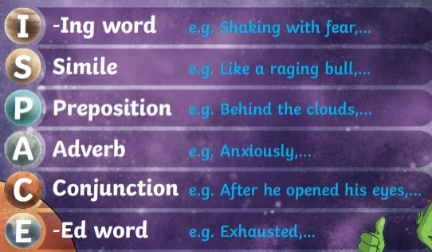 I -Ing word e.g. Shaking with fear,...
S Simile e.g. Like a raging bull,...
P Preposition e.g. Behind the clouds,...
A Adverb e.g. Anxiously,...
C Conjunction e.g. After he opened his eyes,...
E -Ed word e.g. Exhausted,...